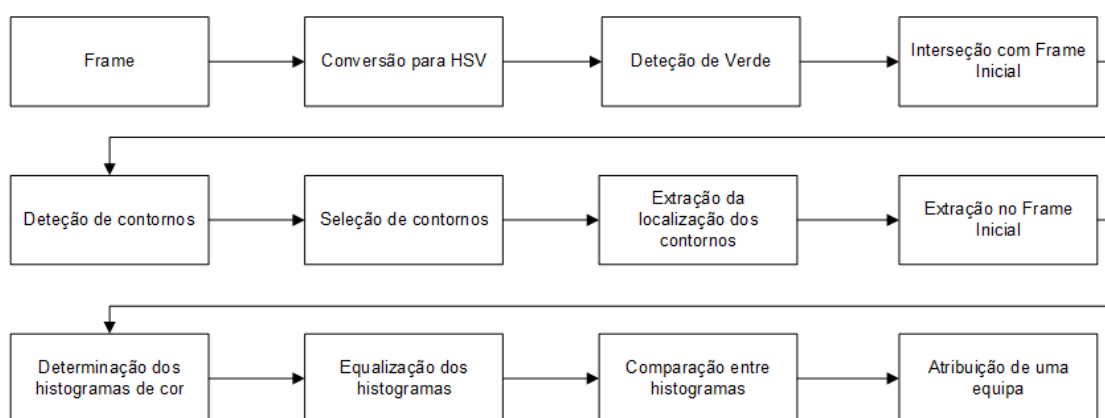 Frame
Conversão para HSV
Deteção de Verde
Interseção com Frame
Inicial
Deteção de contornos
Seleção de contornos
Extração da
localização dos
contornos
Extração no Frame
Inicial
Determinação dos
histogramas de cor
Equalização dos
histogramas
Comparação entre
histogramas
Atribuição de uma
equipa